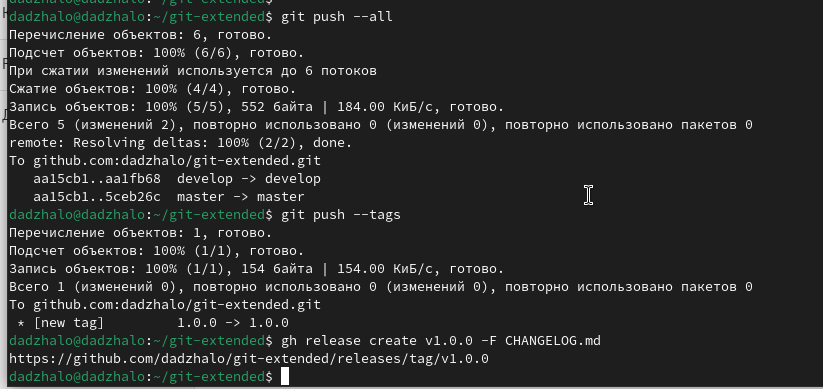 dadzhalo@dadzhalo:~/git-extended$ git push --all
Перечисление объектов: 6, готово.
Подсчет объектов: 100% (6/6), готово.
При сжатии изменений используется до 6 потоков
Сжатие объектов: 100% (4/4), готово.
Запись объектов: 100% (5/5), 552 байта | 184.00 КиБ/с, готово.
Всего 5 (изменений 2), повторно использовано 0 (изменений 0), повторно использовано пакетов 0
remote: Resolving deltas: 100% (2/2), done.
To github.com:dadzhalo/git-extended.git
   aa15cb1..aa1fb68  develop -> develop
   aa15cb1..5ceb26c  master -> master
dadzhalo@dadzhalo:~/git-extended$ git push --tags
Перечисление объектов: 1, готово.
Подсчет объектов: 100% (1/1), готово.
Запись объектов: 100% (1/1), 154 байта | 154.00 КиБ/с, готово.
Всего 1 (изменений 0), повторно использовано 0 (изменений 0), повторно использовано пакетов 0
To github.com:dadzhalo/git-extended.git
 * [new tag]         1.0.0 -> 1.0.0
dadzhalo@dadzhalo:~/git-extended$ gh release create v1.0.0 -F CHANGELOG.md
https://github.com/dadzhalo/git-extended/releases/tag/v1.0.0
dadzhalo@dadzhalo:~/git-extended$